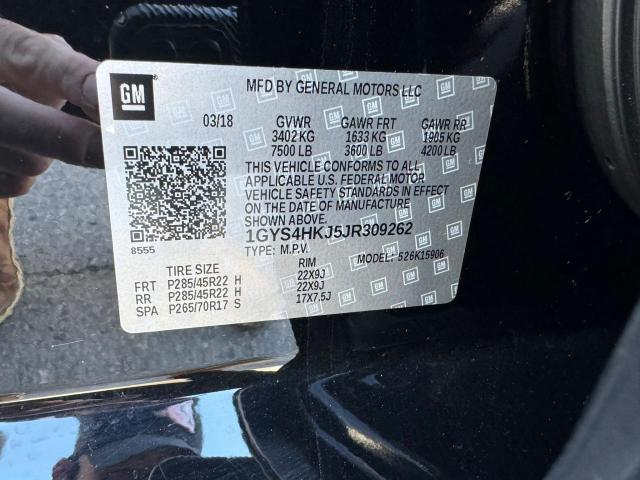 GM
MFD BY GENERAL MOTORS LLC
03/18 GVWR GAWR FRT GAWR RR
3402 KG 1633 KG 1905 KG
7500 LB 3600 LB 4200 LB
THIS VEHICLE CONFORMS TO ALL
APPLICABLE U.S. FEDERAL MOTOR
VEHICLE SAFETY STANDARDS IN EFFECT
ON THE DATE OF MANUFACTURE
SHOWN ABOVE.
1GYS4HKJ5JR309262
8555 TYPE: M.P.V. MODEL: 526K15906
TIRE SIZE RIM
FRT P285/45R22 H 22X9J
RR P285/45R22 H 22X9J
SPA P265/70R17 S 17X7.5J